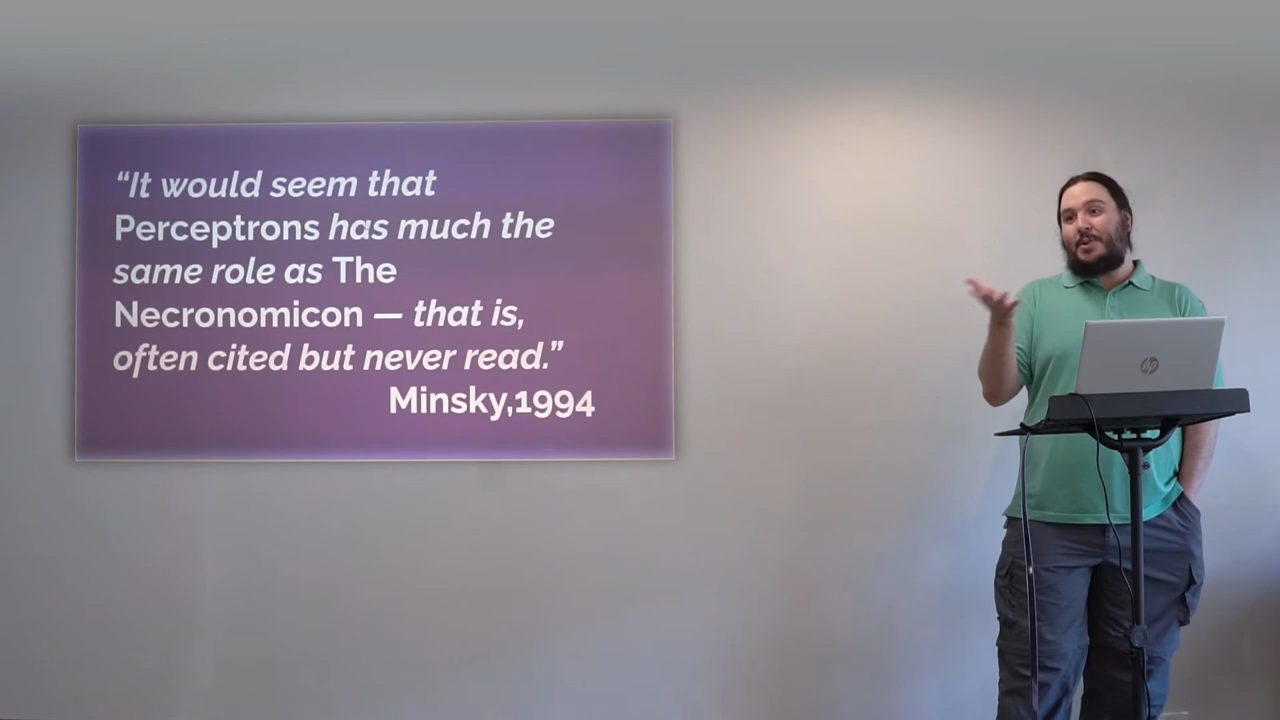 “It would seem that
Perceptrons has much the
same role as The
Necronomicon — that is,
often cited but never read.”
Minsky,1994
hp